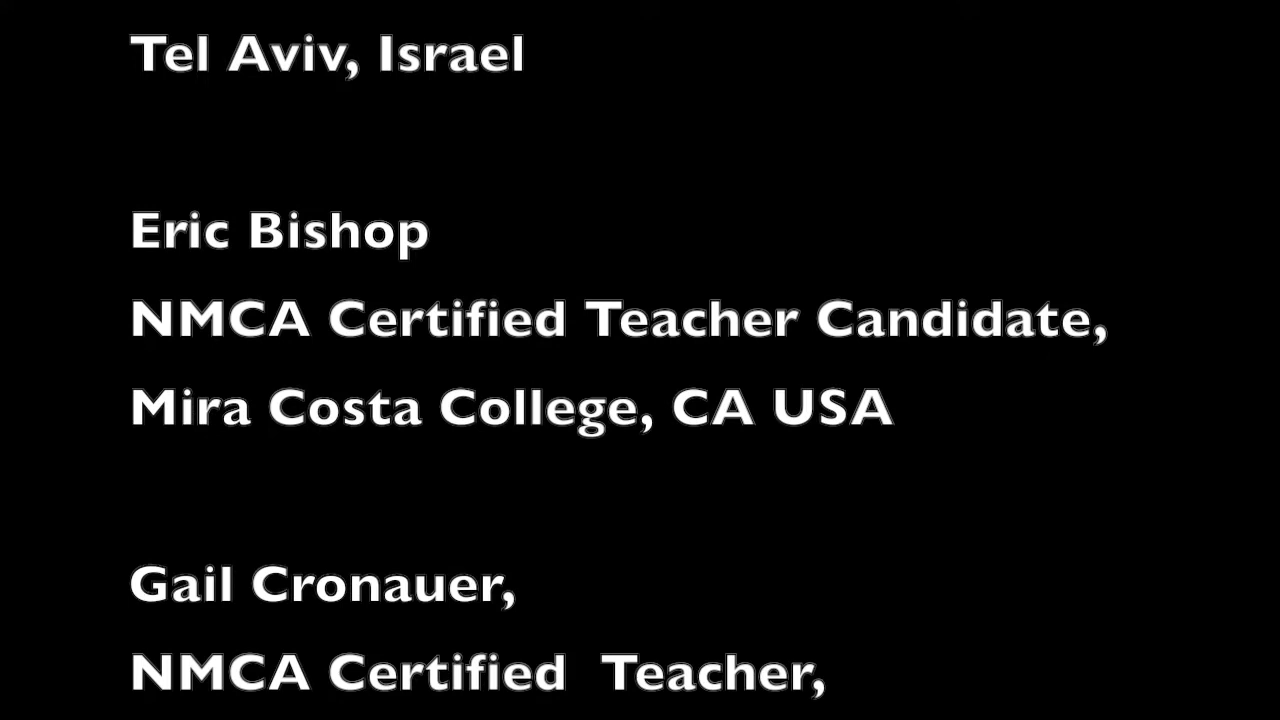 Tel Aviv, Israel
Eric Bishop
NMCA Certified Teacher Candidate,
Mira Costa College, CA USA
Gail Cronauer,
NMCA Certified  Teacher,